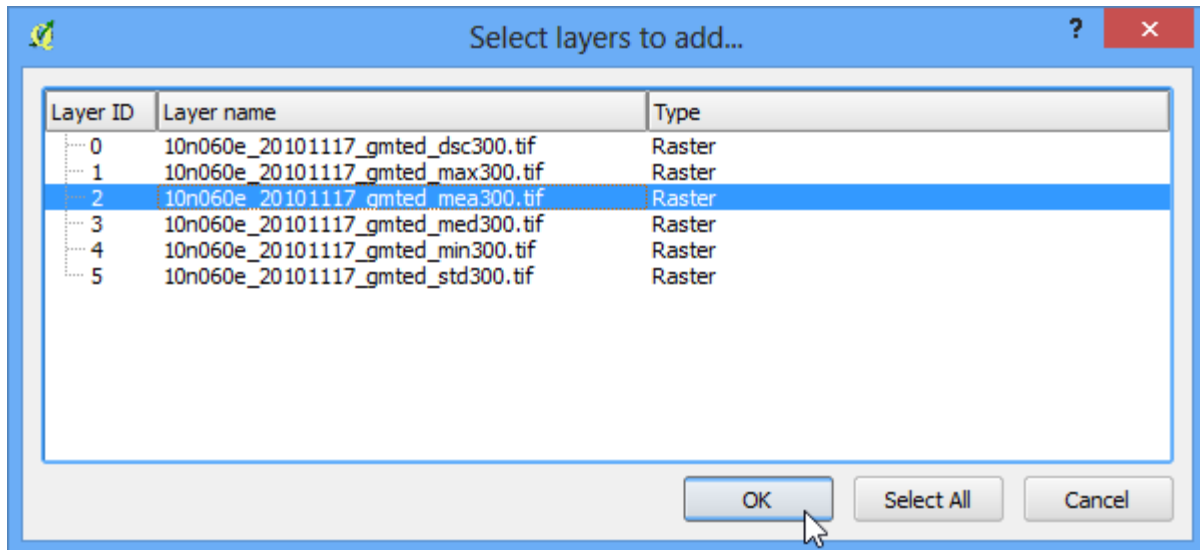 Select layers to add...
?
Layer ID Layer name Type
0 10n060e_20101117_gmted_dsc300.tif Raster
1 10n060e_20101117_gmted_max300.tif Raster
2 10n060e_20101117_gmted_mea300.tif Raster
3 10n060e_20101117_gmted_med300.tif Raster
4 10n060e_20101117_gmted_min300.tif Raster
5 10n060e_20101117_gmted_std300.tif Raster
OK Select All Cancel